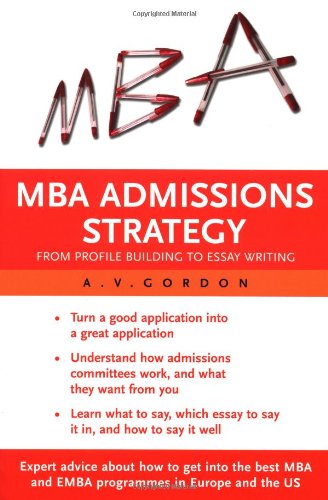 MBA
MBA ADMISSIONS
STRATEGY
FROM PROFILE BUILDING TO ESSAY WRITING
A.V.GORDON
• Turn a good application into
a great application
• Understand how admissions
committees work, and what
they want from you
• Learn what to say, which essay to say
it in, and how to say it well
Expert advice about how to get into the best MBA
and EMBA programmes in Europe and the US